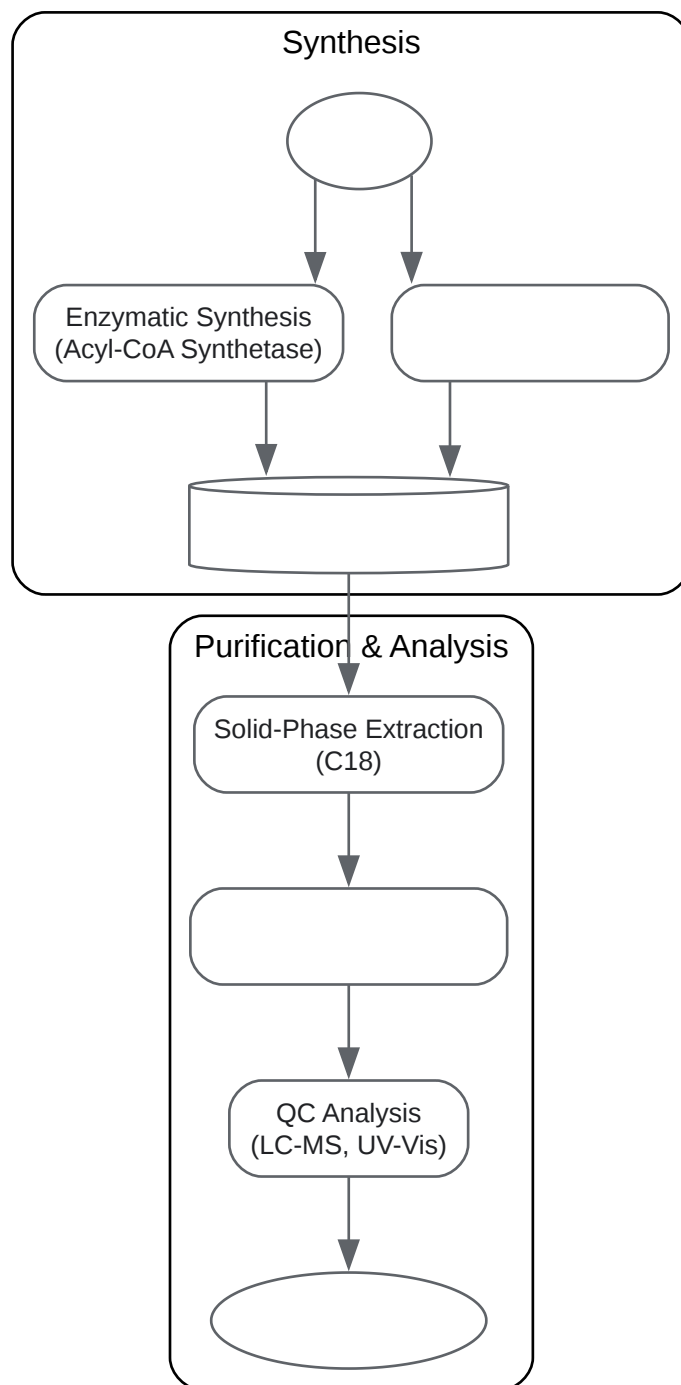 Synthesis
Enzymatic Synthesis
(Acyl-CoA Synthetase)
Purification & Analysis
Solid-Phase Extraction
(C18)
QC Analysis
(LC-MS, UV-Vis)